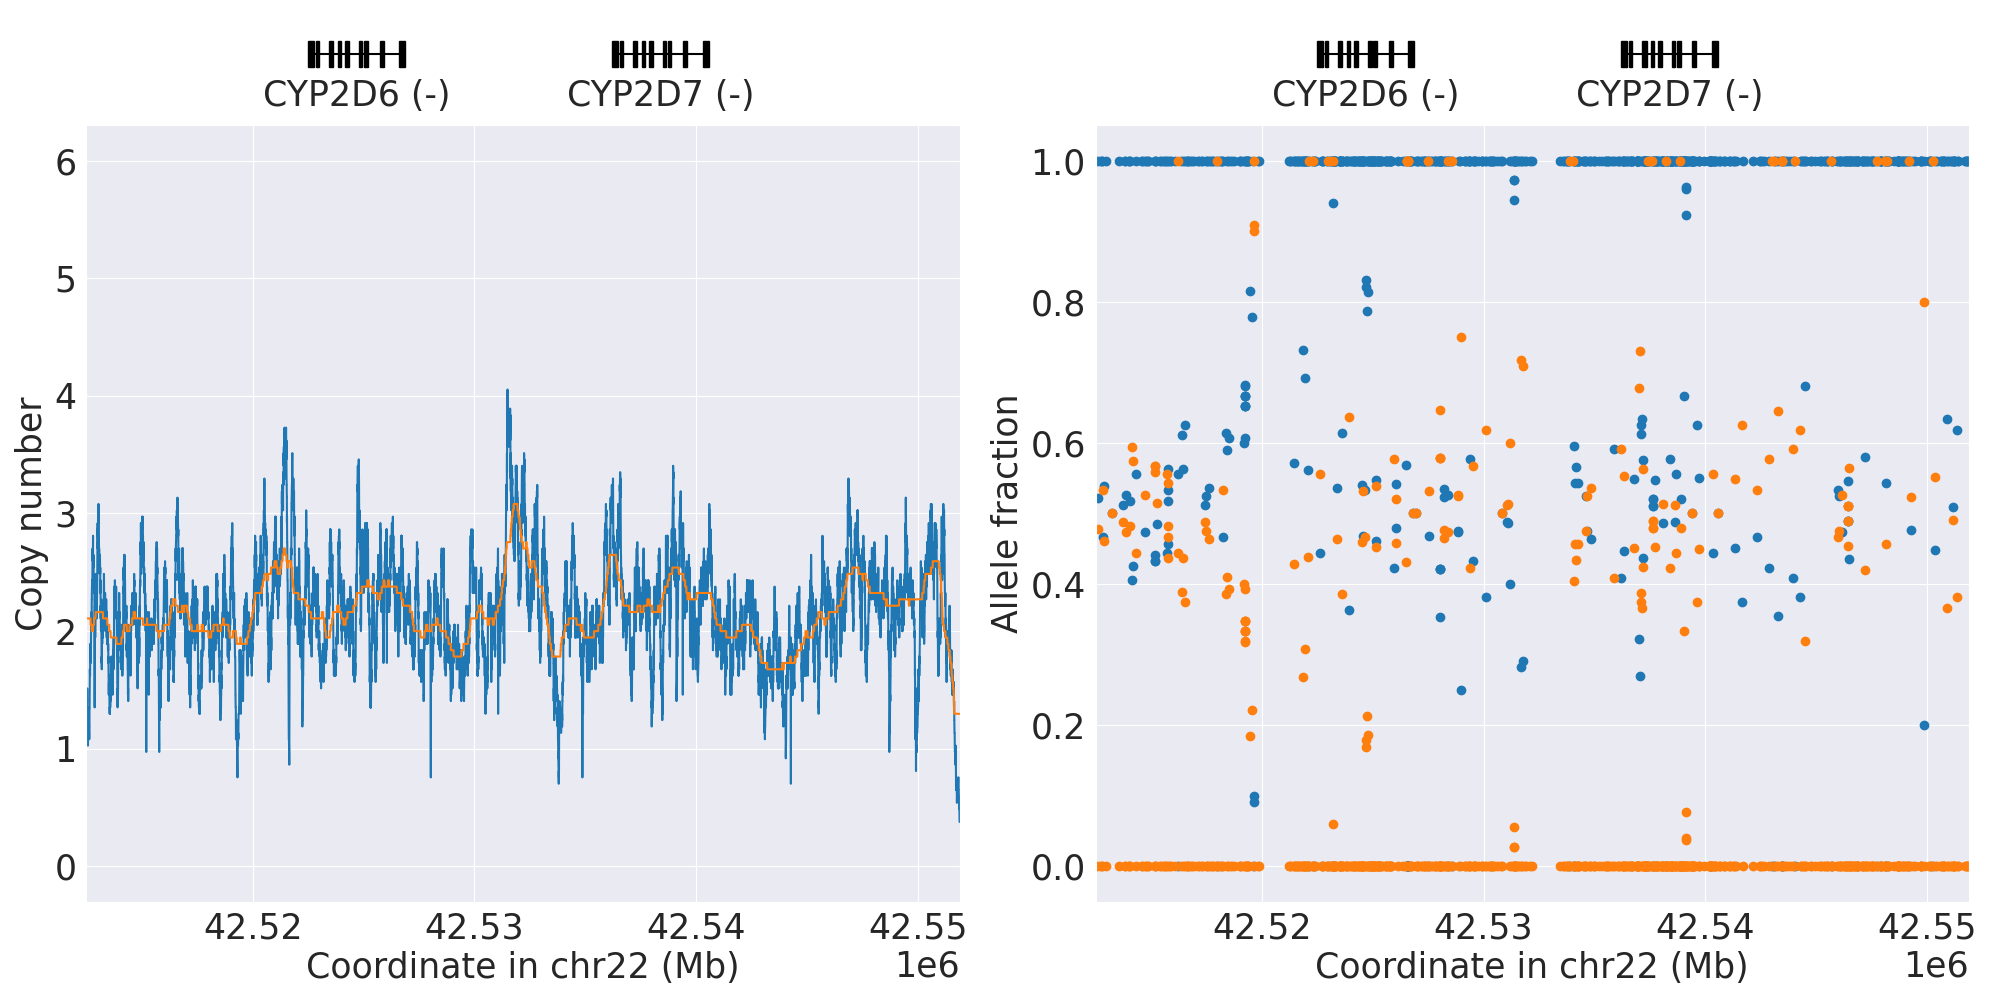 CYP2D6 (-) CYP2D7 (-)
6
5
4
3
2
1
0
Copy number
42.52 42.53 42.54 42.55
Coordinate in chr22 (Mb) 1e6
CYP2D6 (-) CYP2D7 (-)
1.0
0.8
0.6
0.4
0.2
0.0
Allele fraction
42.52 42.53 42.54 42.55
Coordinate in chr22 (Mb) 1e6